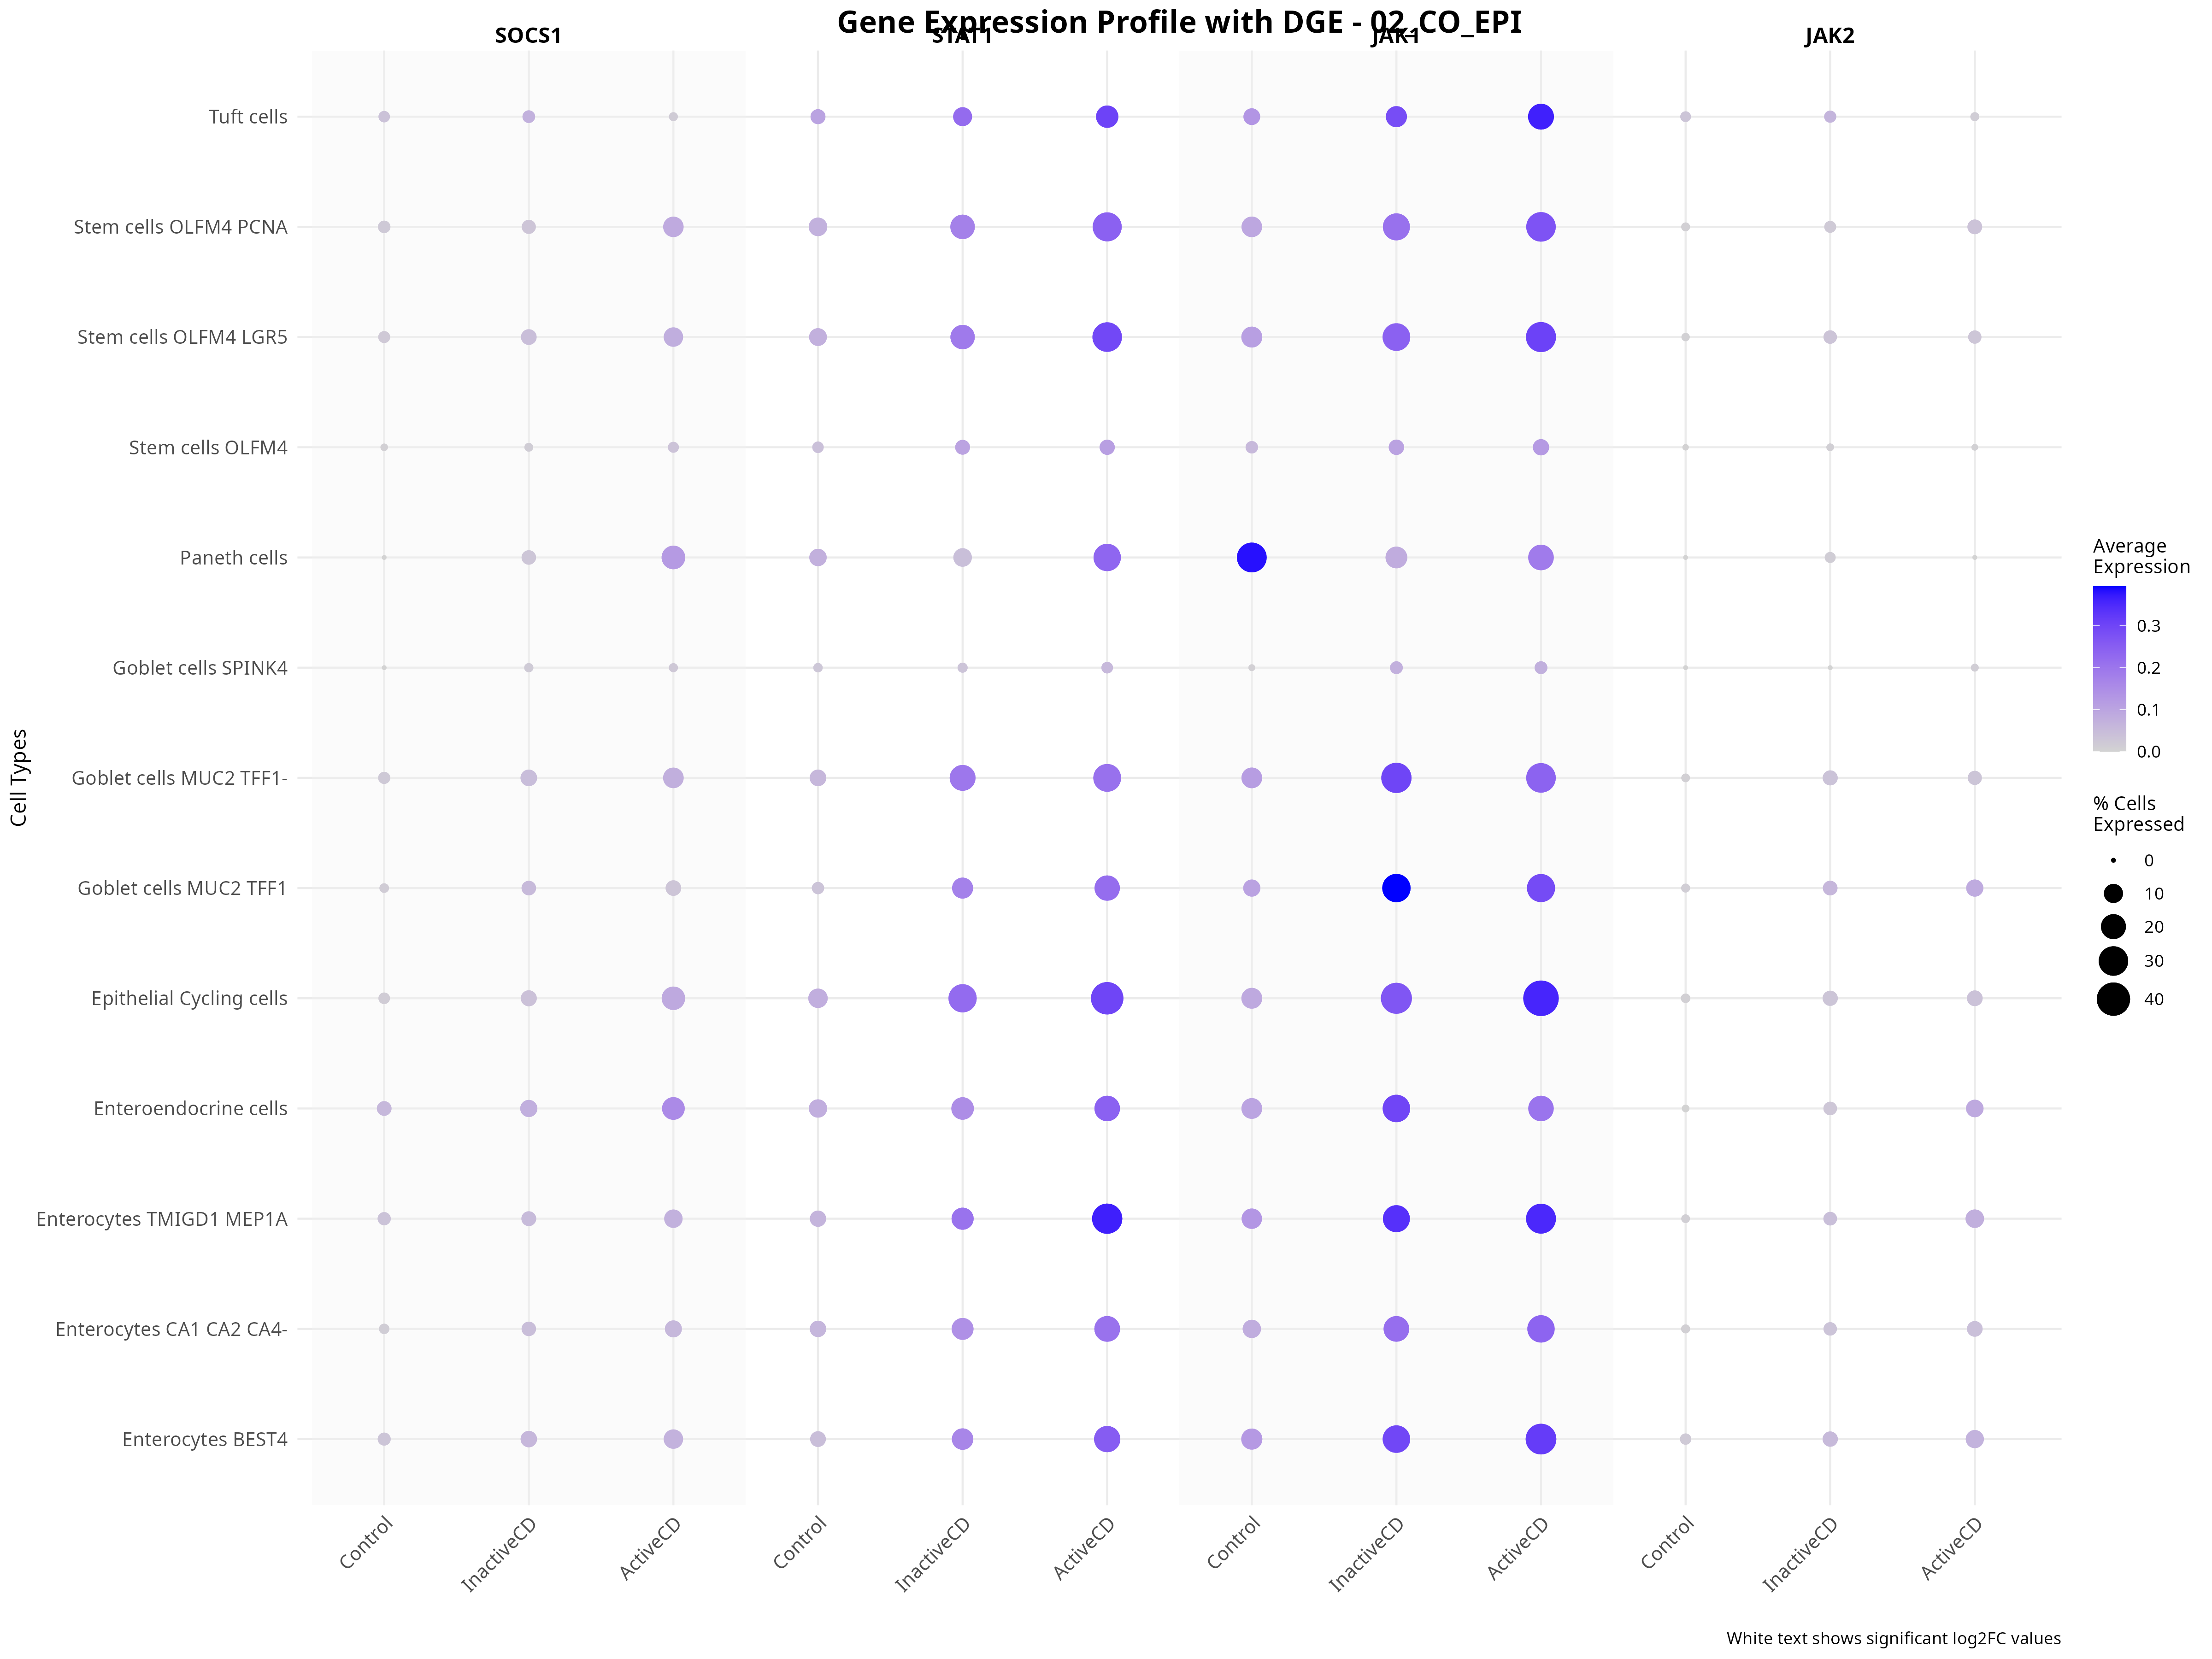 Gene Expression Profile with DGE - 02_CO_EPI
SOCS1 STAT1 JAK1 JAK2
Cell Types
Tuft cells
Stem cells OLFM4 PCNA
Stem cells OLFM4 LGR5
Stem cells OLFM4
Paneth cells
Goblet cells SPINK4
Goblet cells MUC2 TFF1-
Goblet cells MUC2 TFF1
Epithelial Cycling cells
Enteroendocrine cells
Enterocytes TMIGD1 MEP1A
Enterocytes CA1 CA2 CA4-
Enterocytes BEST4
Control InactiveCD ActiveCD Control InactiveCD ActiveCD Control InactiveCD ActiveCD Control InactiveCD ActiveCD
Average
Expression
0.3
0.2
0.1
0.0
% Cells
Expressed
0
10
20
30
40
White text shows significant log2FC values